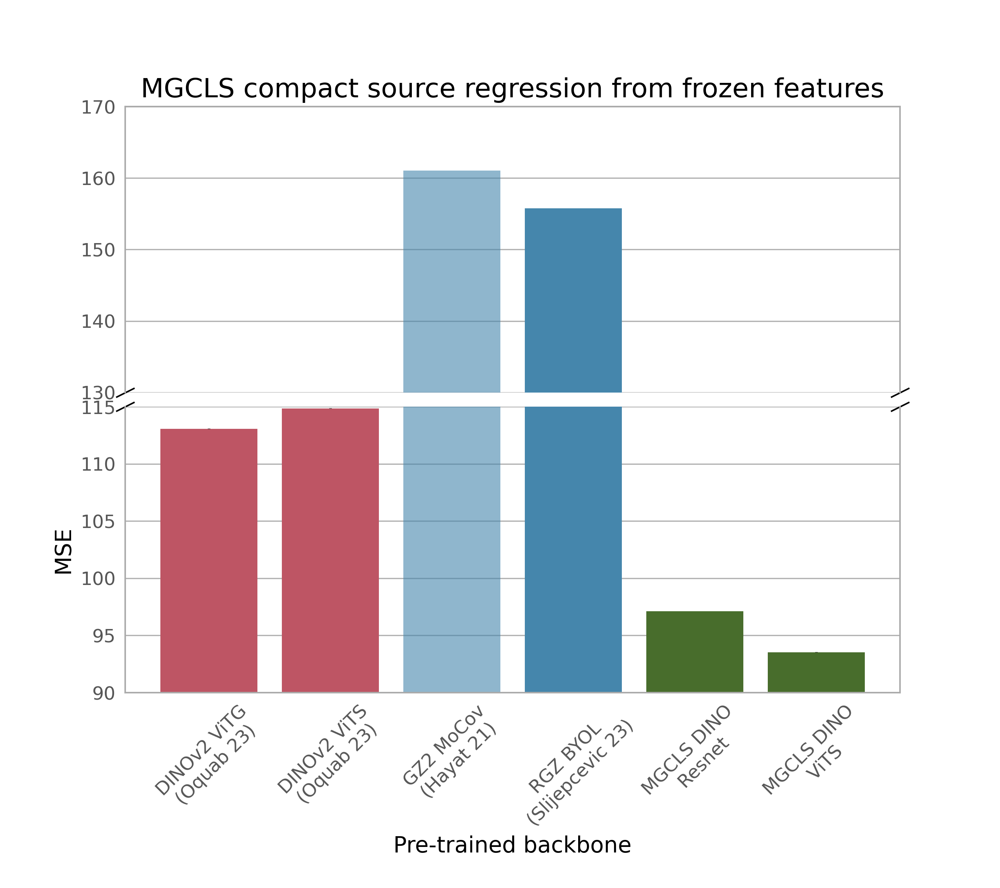 MGCLS compact source regression from frozen features
170
160
150
140
130
115
110
105
100
95
90
MSE
DINOv2 ViTG
(Oquab 23)
DINOv2 ViTS
(Oquab 23)
GZ2 MoCov
(Hayat 21)
RGZ BYOL
(Slijepcevic 23)
MGCLS DINO
Resnet
MGCLS DINO
ViTS
Pre-trained backbone